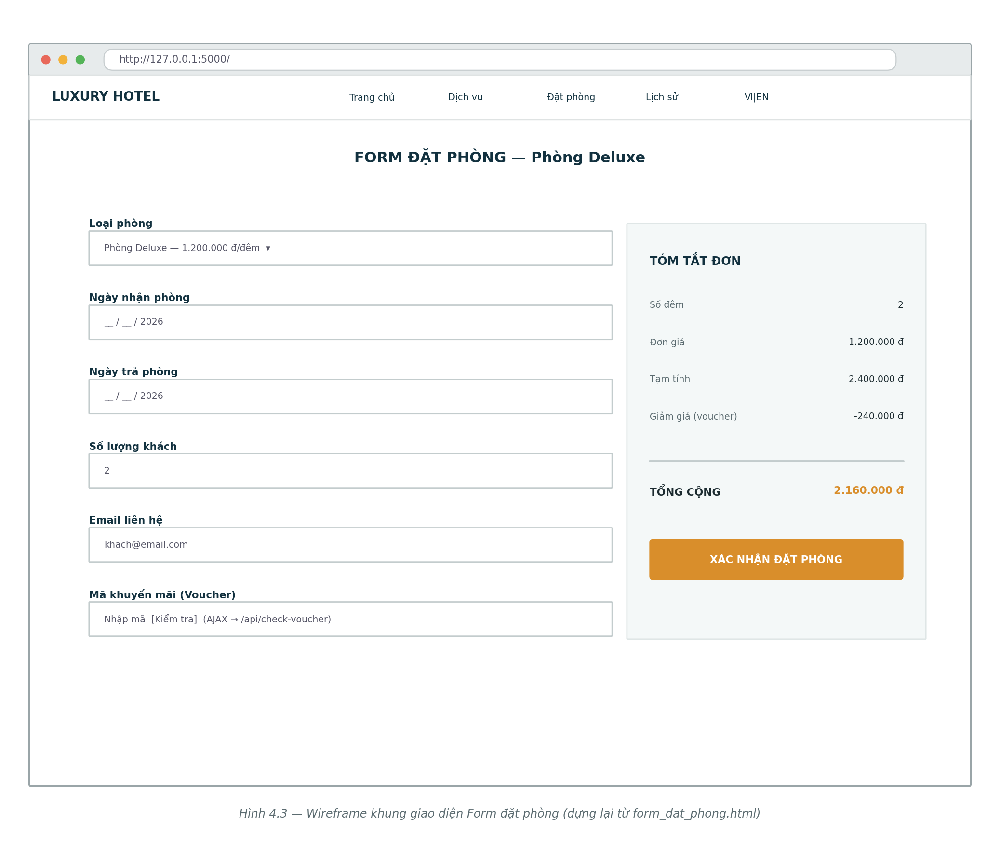 http://127.0.0.1:5000/
LUXURY HOTEL
Trang chủ
Dịch vụ
Đặt phòng
Lịch sử
VI|EN
FORM ĐẶT PHÒNG — Phòng Deluxe
Loại phòng
Phòng Deluxe — 1.200.000 đ/đêm ▾
Ngày nhận phòng
__ / __ / 2026
Ngày trả phòng
__ / __ / 2026
Số lượng khách
2
Email liên hệ
khach@email.com
Mã khuyến mãi (Voucher)
Nhập mã [Kiểm tra] (AJAX → /api/check-voucher)
TÓM TẮT ĐƠN
Số đêm 2
Đơn giá 1.200.000 đ
Tạm tính 2.400.000 đ
Giảm giá (voucher) -240.000 đ
TỔNG CỘNG 2.160.000 đ
XÁC NHẬN ĐẶT PHÒNG
Hình 4.3 — Wireframe khung giao diện Form đặt phòng (dựng lại từ form_dat_phong.html)